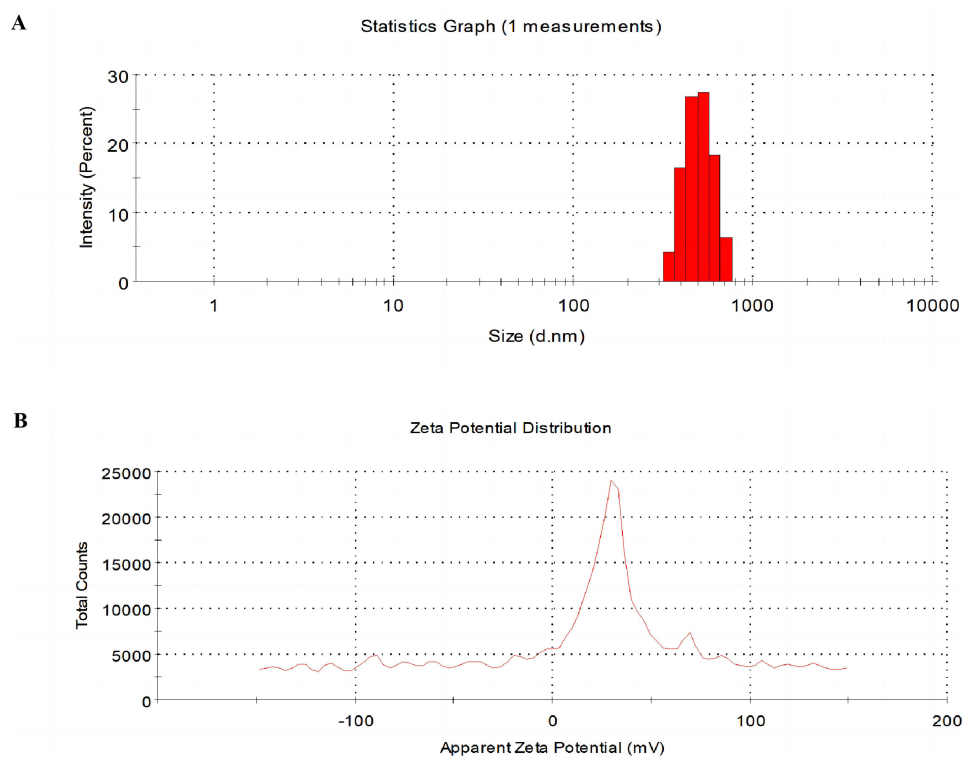 A
Statistics Graph (1 measurements)
30
20
10
0
Intensity (Percent)
1 10 100 1000 10000
Size (d.nm)
B
Zeta Potential Distribution
25000
20000
15000
10000
5000
0
Total Counts
-100 0 100 200
Apparent Zeta Potential (mV)